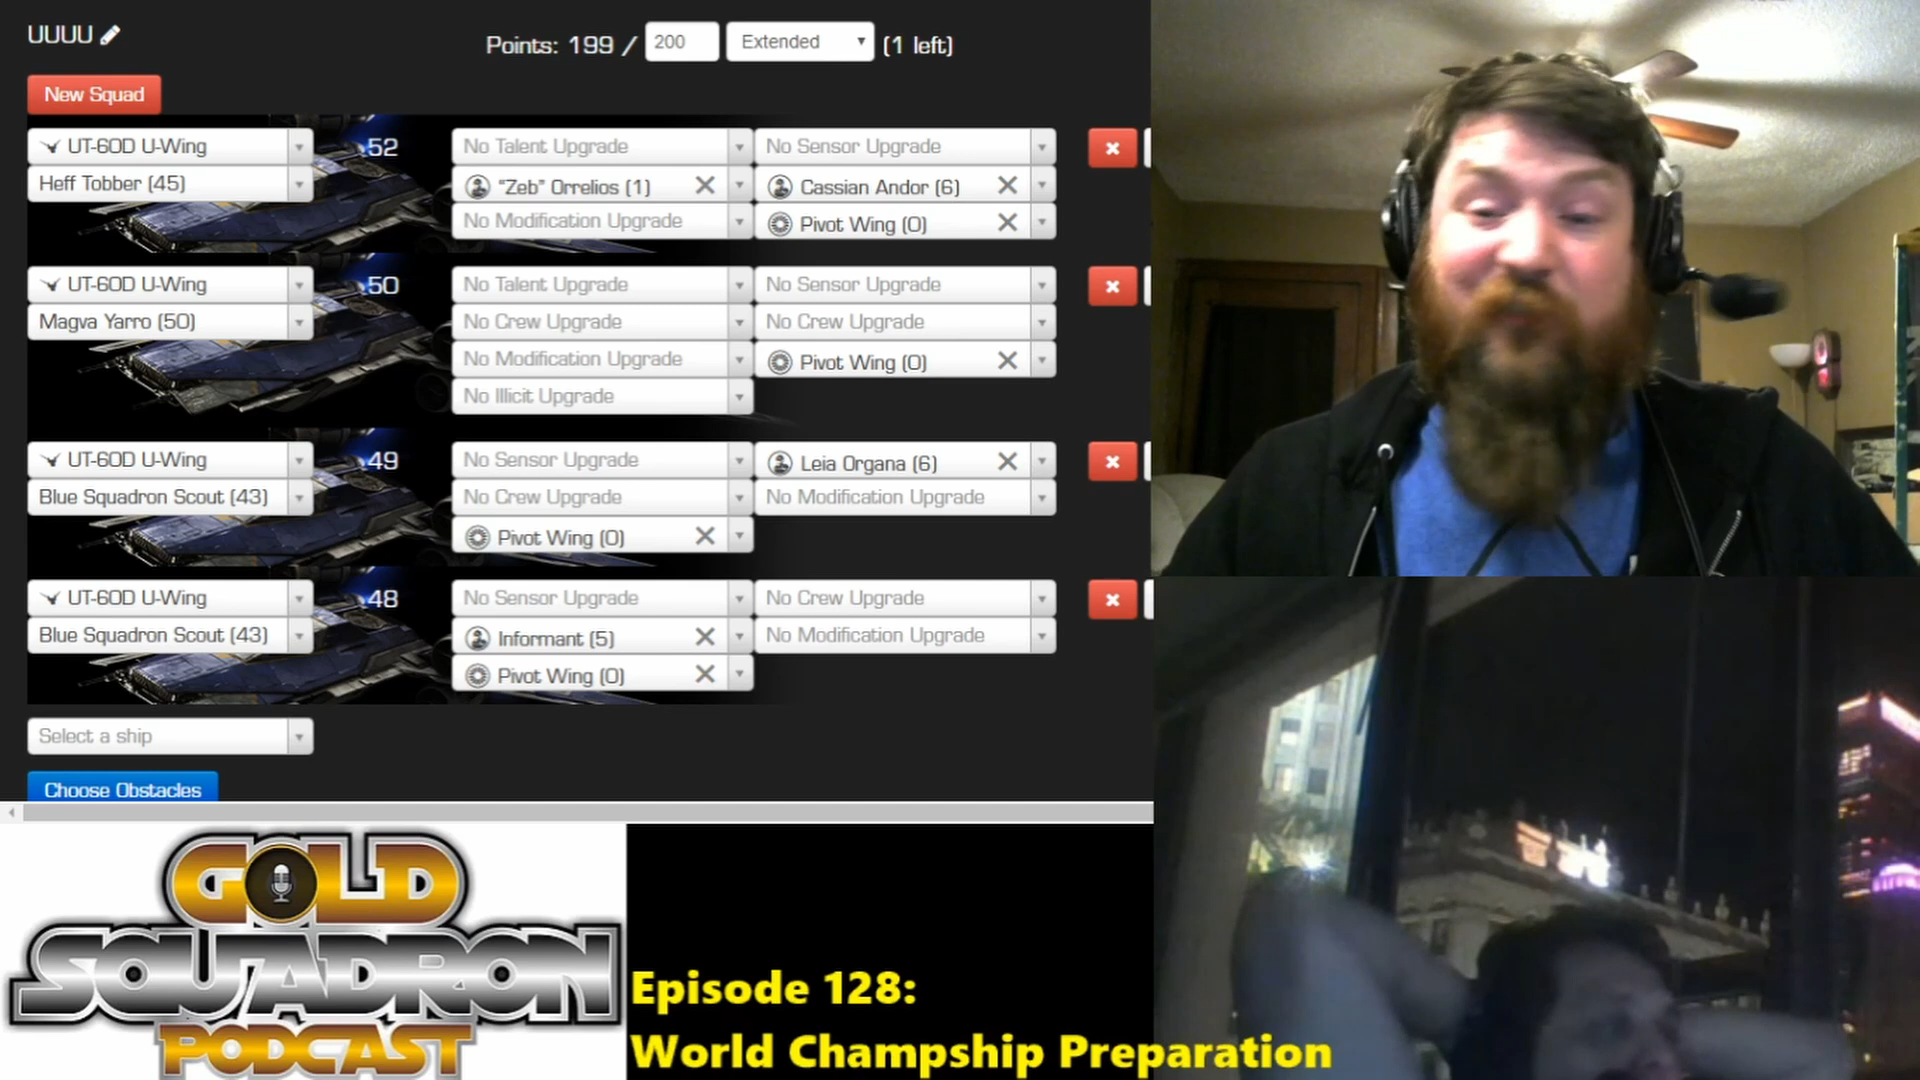 UUUU
Points: 199 / 200 Extended (1 left)
New Squad
UT-60D U-Wing 52 No Talent Upgrade No Sensor Upgrade
Heff Tobber (45) "Zeb" Orrelios (1) Cassian Andor (6)
No Modification Upgrade Pivot Wing (0)
UT-60D U-Wing 50 No Talent Upgrade No Sensor Upgrade
Magva Yarro (50) No Crew Upgrade No Crew Upgrade
No Modification Upgrade Pivot Wing (0)
No Illicit Upgrade
UT-60D U-Wing 49 No Sensor Upgrade Leia Organa (6)
Blue Squadron Scout (43) No Crew Upgrade No Modification Upgrade
Pivot Wing (0)
UT-60D U-Wing 48 No Sensor Upgrade No Crew Upgrade
Blue Squadron Scout (43) Informant (5) No Modification Upgrade
Pivot Wing (0)
Select a ship
Choose Obstacles
GOLD
SQUADRON
PODCAST
Episode 128:
World Champship Preparation